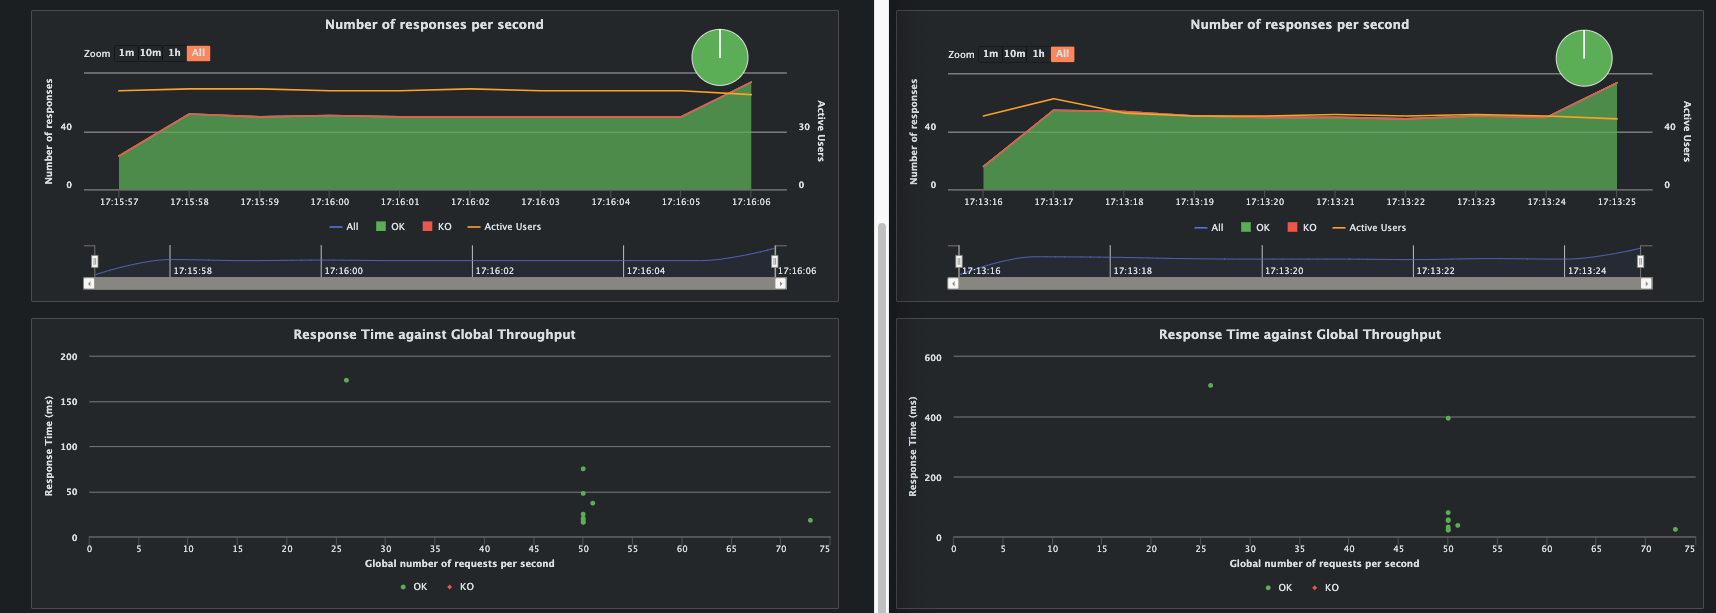 Number of responses per second
Zoom 1m 10m 1h All
Number of responses
40
0
Active Users
30
0
17:15:57 17:15:58 17:15:59 17:16:00 17:16:01 17:16:02 17:16:03 17:16:04 17:16:05 17:16:06
All OK KO Active Users
17:15:58 17:16:00 17:16:02 17:16:04 17:16:06
Response Time against Global Throughput
Response Time (ms)
200
150
100
50
0
0 5 10 15 20 25 30 35 40 45 50 55 60 65 70 75
Global number of requests per second
OK KO
Number of responses per second
Zoom 1m 10m 1h All
Number of responses
40
0
Active Users
40
0
17:13:16 17:13:17 17:13:18 17:13:19 17:13:20 17:13:21 17:13:22 17:13:23 17:13:24 17:13:25
All OK KO Active Users
17:13:16 17:13:18 17:13:20 17:13:22 17:13:24
Response Time against Global Throughput
Response Time (ms)
600
400
200
0
0 5 10 15 20 25 30 35 40 45 50 55 60 65 70 75
Global number of requests per second
OK KO